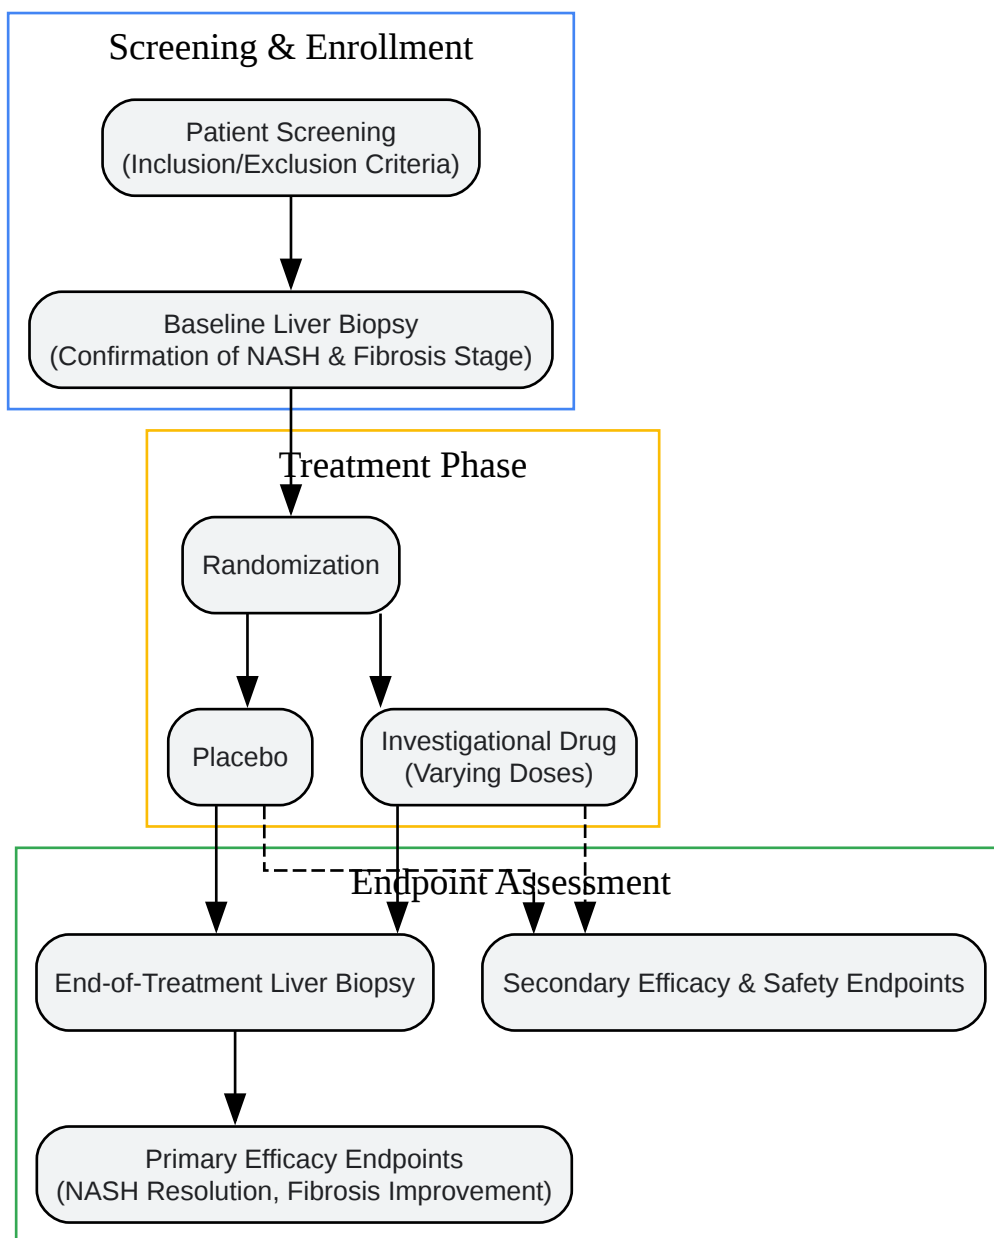 Screening & Enrollment
Patient Screening
(Inclusion/Exclusion Criteria)
Baseline Liver Biopsy
(Confirmation of NASH & Fibrosis Stage)
Treatment Phase
Randomization
Placebo
Investigational Drug
(Varying Doses)
Endpoint Assessment
End-of-Treatment Liver Biopsy
Secondary Efficacy & Safety Endpoints
Primary Efficacy Endpoints
(NASH Resolution, Fibrosis Improvement)